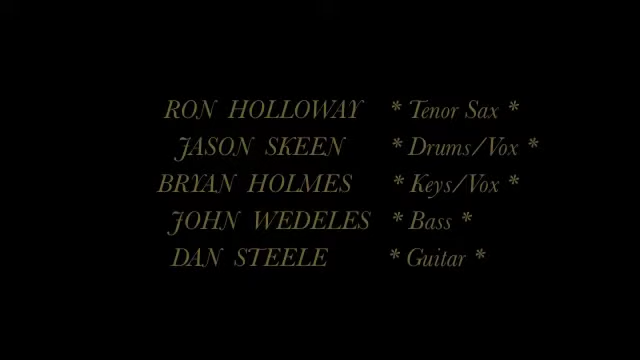 RON HOLLOWAY * Tenor Sax *
JASON SKEEN * Drums/Vox *
BRYAN HOLMES * Keys/Vox *
JOHN WEDELES * Bass *
DAN STEELE * Guitar *